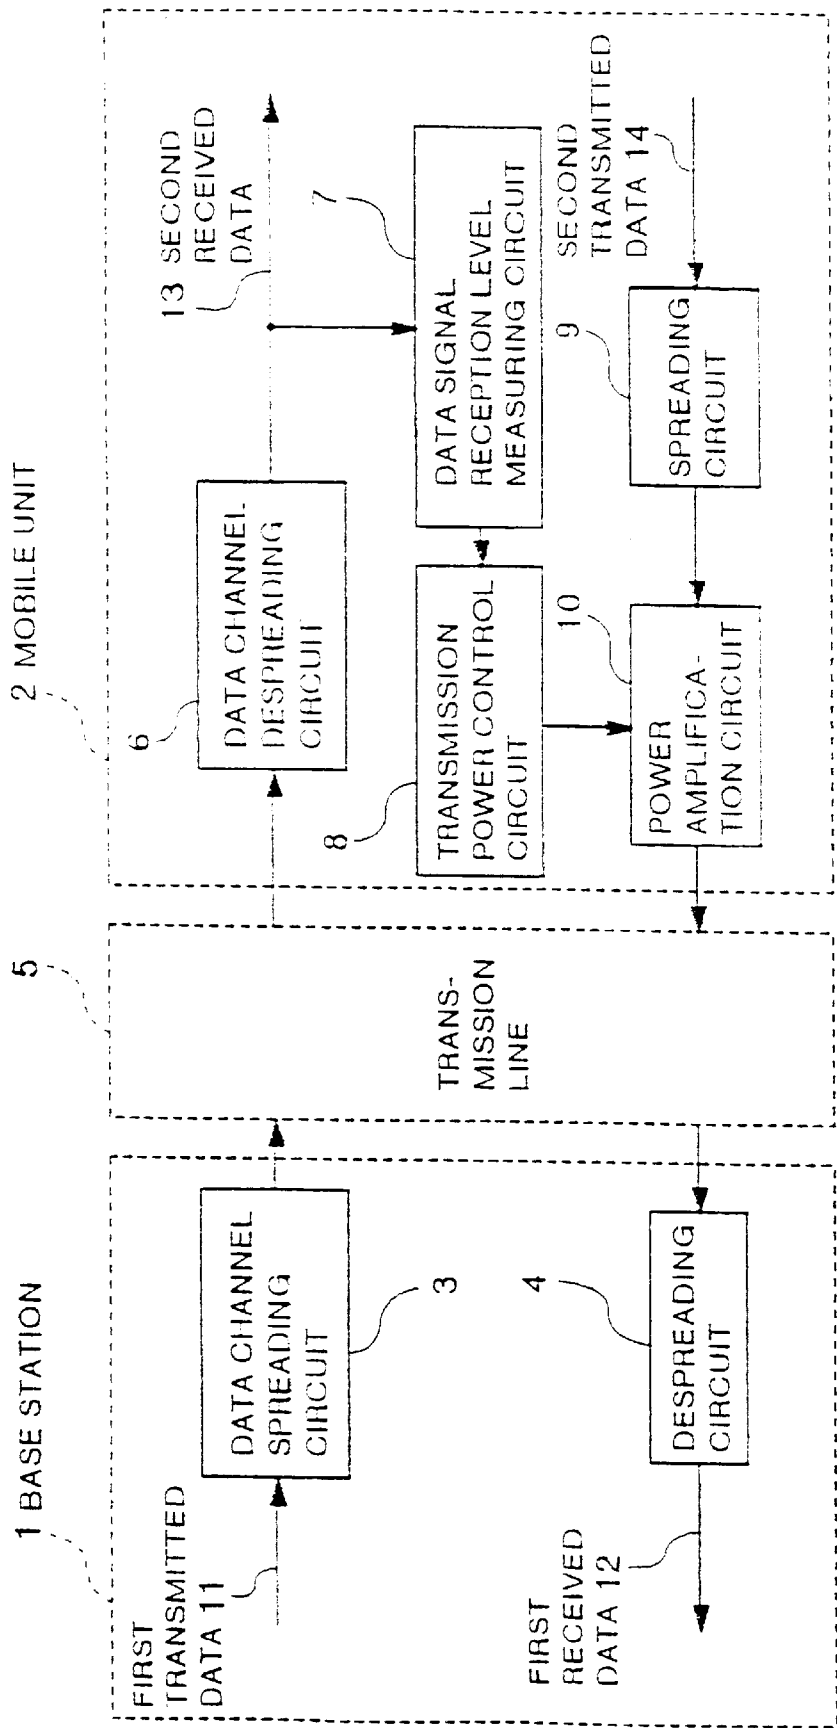 1 BASE STATION
5
2 MOBILE UNIT
FIRST
TRANSMITTED
DATA 11
DATA CHANNEL
SPREADING
CIRCUIT
3
6
DATA CHANNEL
DESPREADING
CIRCUIT
13 SECOND
RECEIVED
DATA
TRANS-
MISSION
LINE
8
TRANSMISSION
POWER CONTROL
CIRCUIT
7
DATA SIGNAL
RECEPTION LEVEL
MEASURING CIRCUIT
FIRST
RECEIVED
DATA 12
4
DESPREADING
CIRCUIT
10
POWER
AMPLIFICA-
TION CIRCUIT
9
SPREADING
CIRCUIT
SECOND
TRANSMITTED
DATA 14